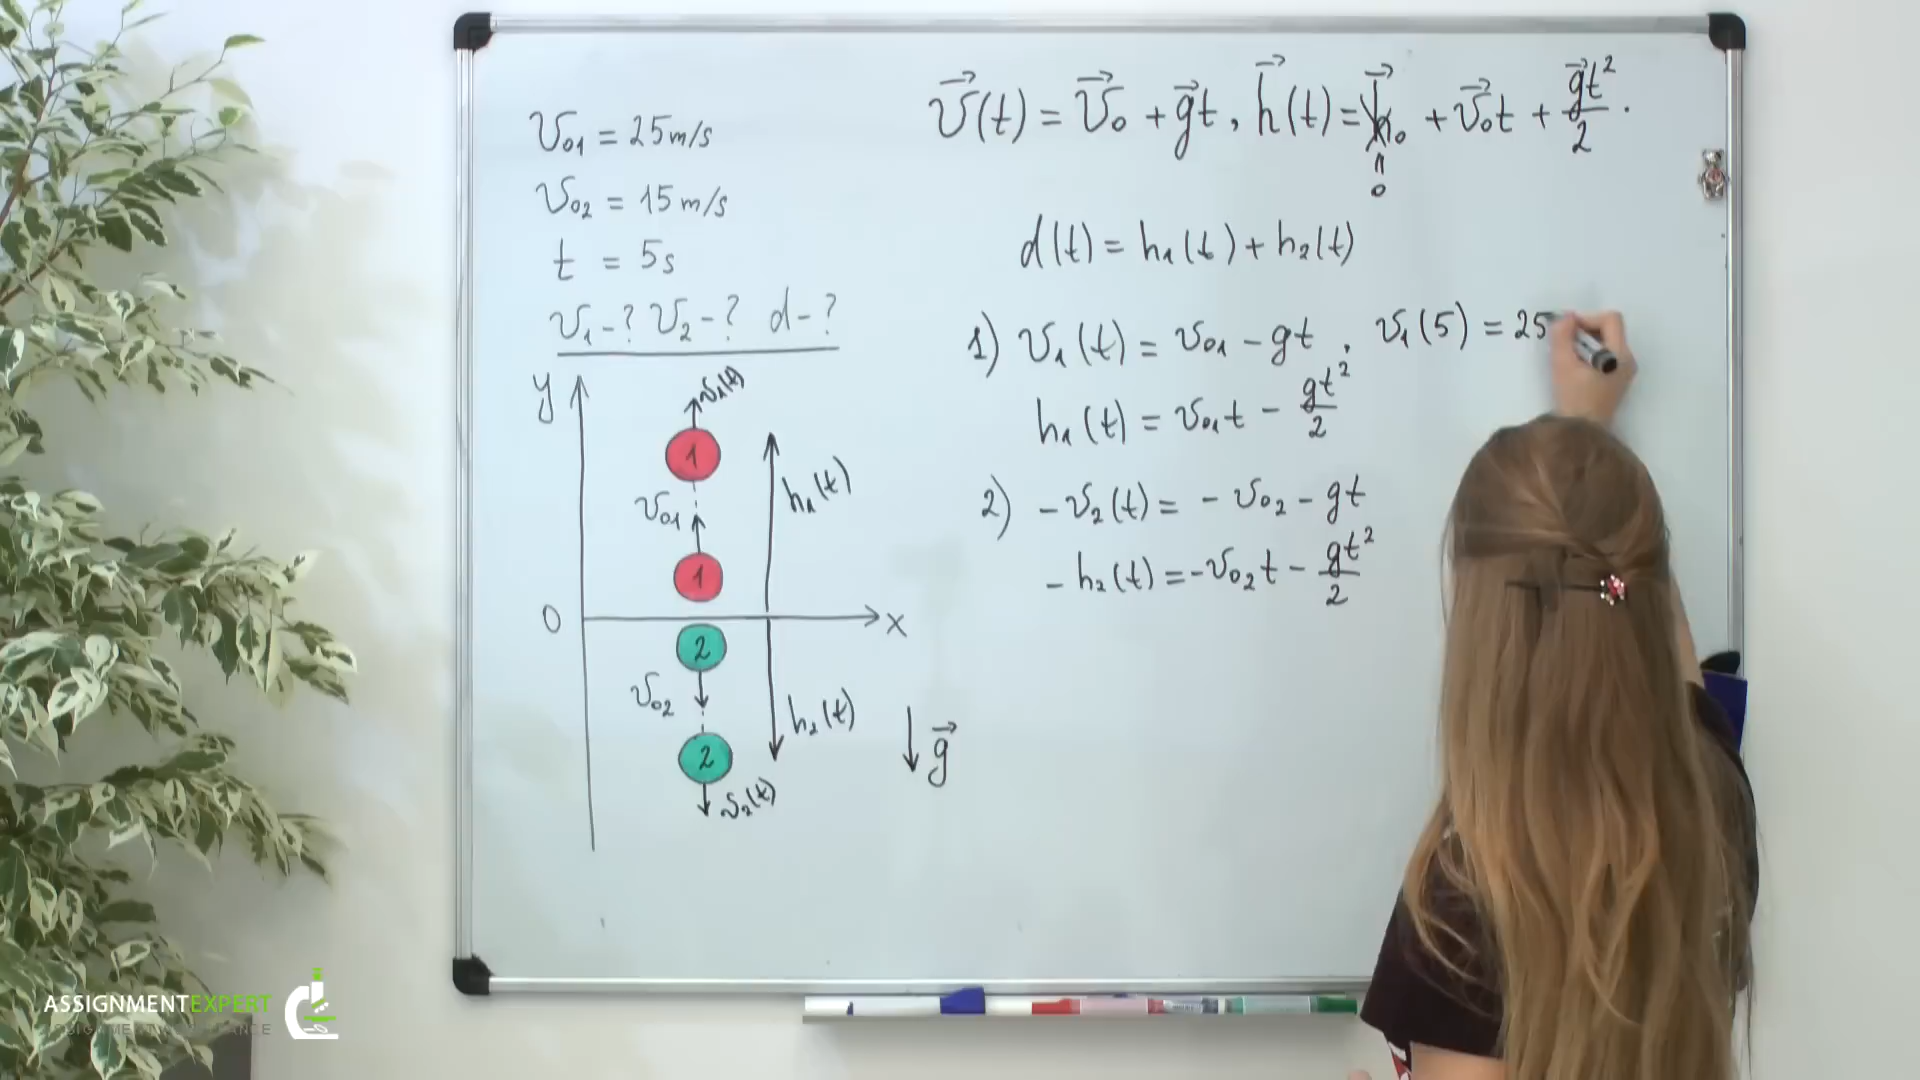 v₀₁ = 25 m/s
v₀₂ = 15 m/s
t = 5s
v₁-? v₂-? d-?
y
v₁(t)
1
h₁(t)
v₀₁
1
0
x
2
v₀₂
h₂(t)
2
g⃗
v₂(t)
v⃗(t) = v⃗₀ + g⃗t, h⃗(t) = h⃗₀ + v⃗₀t + g⃗t²/2.
=
0
d(t) = h₁(t) + h₂(t)
1) v₁(t) = v₀₁ - gt, v₁(5) = 25
h₁(t) = v₀₁t - gt²/2
2) -v₂(t) = - v₀₂ - gt
-h₂(t) = -v₀₂t - gt²/2
ASSIGNMENTEXPERT